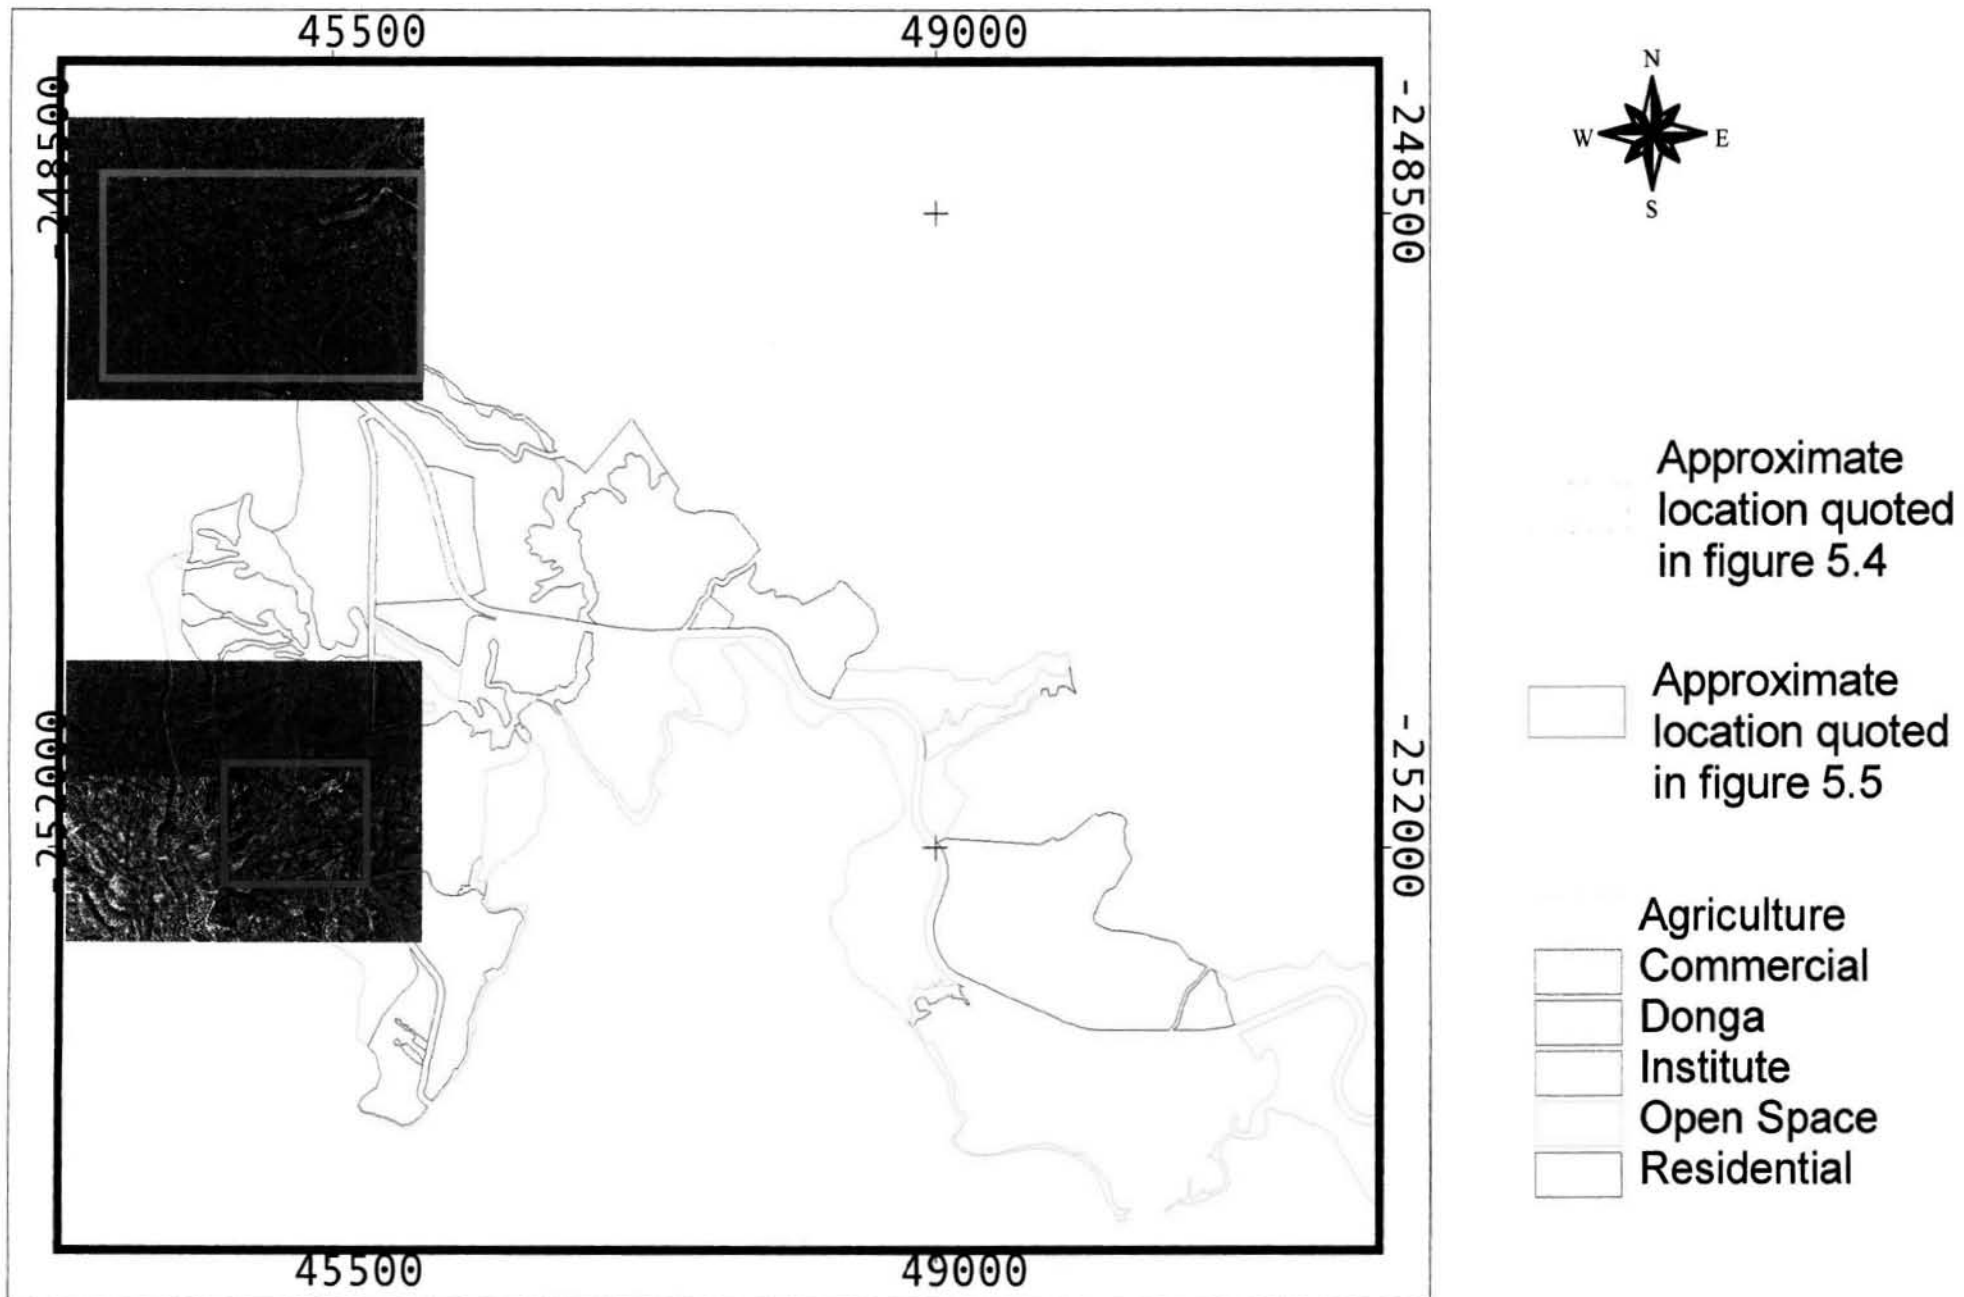 45500 49000
-248500
-248500
-252000
-252000
45500 49000
N
W E
S
Approximate
location quoted
in figure 5.4
Approximate
location quoted
in figure 5.5
Agriculture
Commercial
Donga
Institute
Open Space
Residential